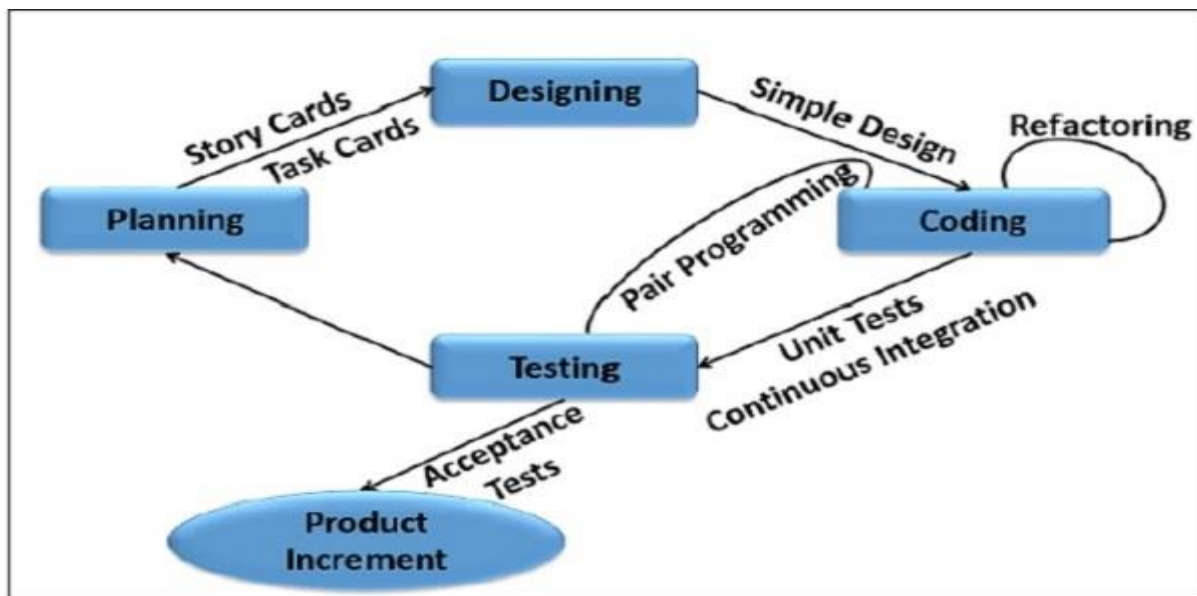 Designing
Story Cards
Task Cards
Simple Design
Refactoring
Planning
Pair Programming
Coding
Unit Tests
Continuous Integration
Testing
Acceptance
Tests
Product
Increment